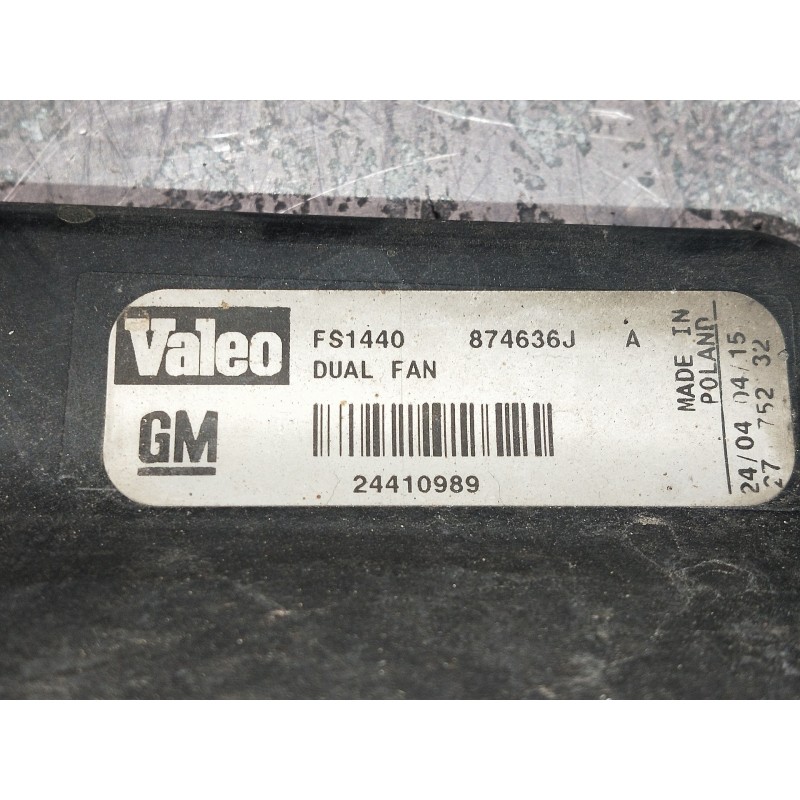 Valeo
FS1440 874636J A
DUAL FAN
GM
24410989
MADE IN
POLAND
24/04 04/15
27 752 32